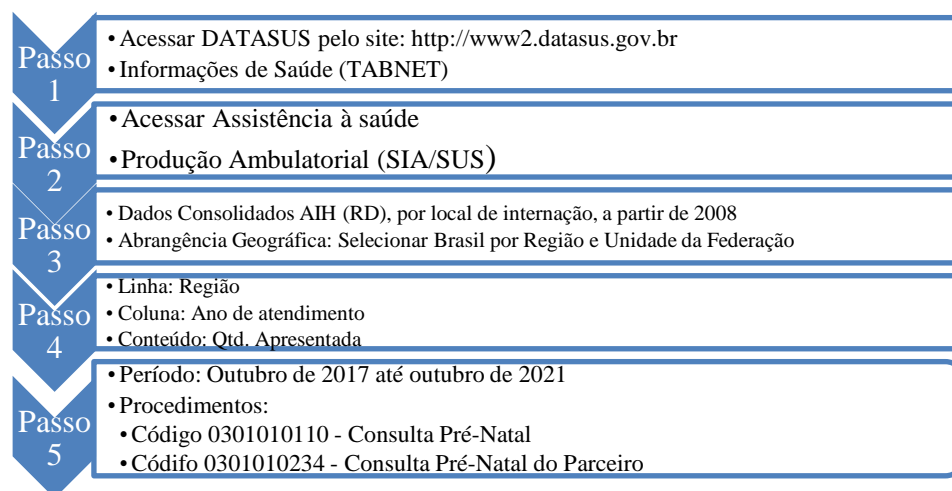 Passo 1
• Acessar DATASUS pelo site: http://www2.datasus.gov.br
• Informações de Saúde (TABNET)
Passo 2
• Acessar Assistência à saúde
• Produção Ambulatorial (SIA/SUS)
Passo 3
• Dados Consolidados AIH (RD), por local de internação, a partir de 2008
• Abrangência Geográfica: Selecionar Brasil por Região e Unidade da Federação
Passo 4
• Linha: Região
• Coluna: Ano de atendimento
• Conteúdo: Qtd. Apresentada
Passo 5
• Período: Outubro de 2017 até outubro de 2021
• Procedimentos:
• Código 0301010110 - Consulta Pré-Natal
• Códifo 0301010234 - Consulta Pré-Natal do Parceiro